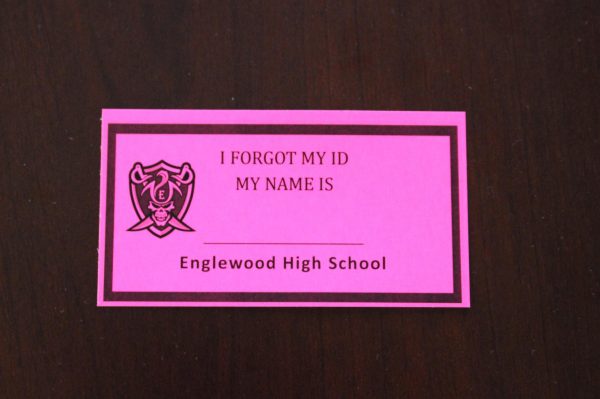 I FORGOT MY ID
MY NAME IS
E
Englewood High School